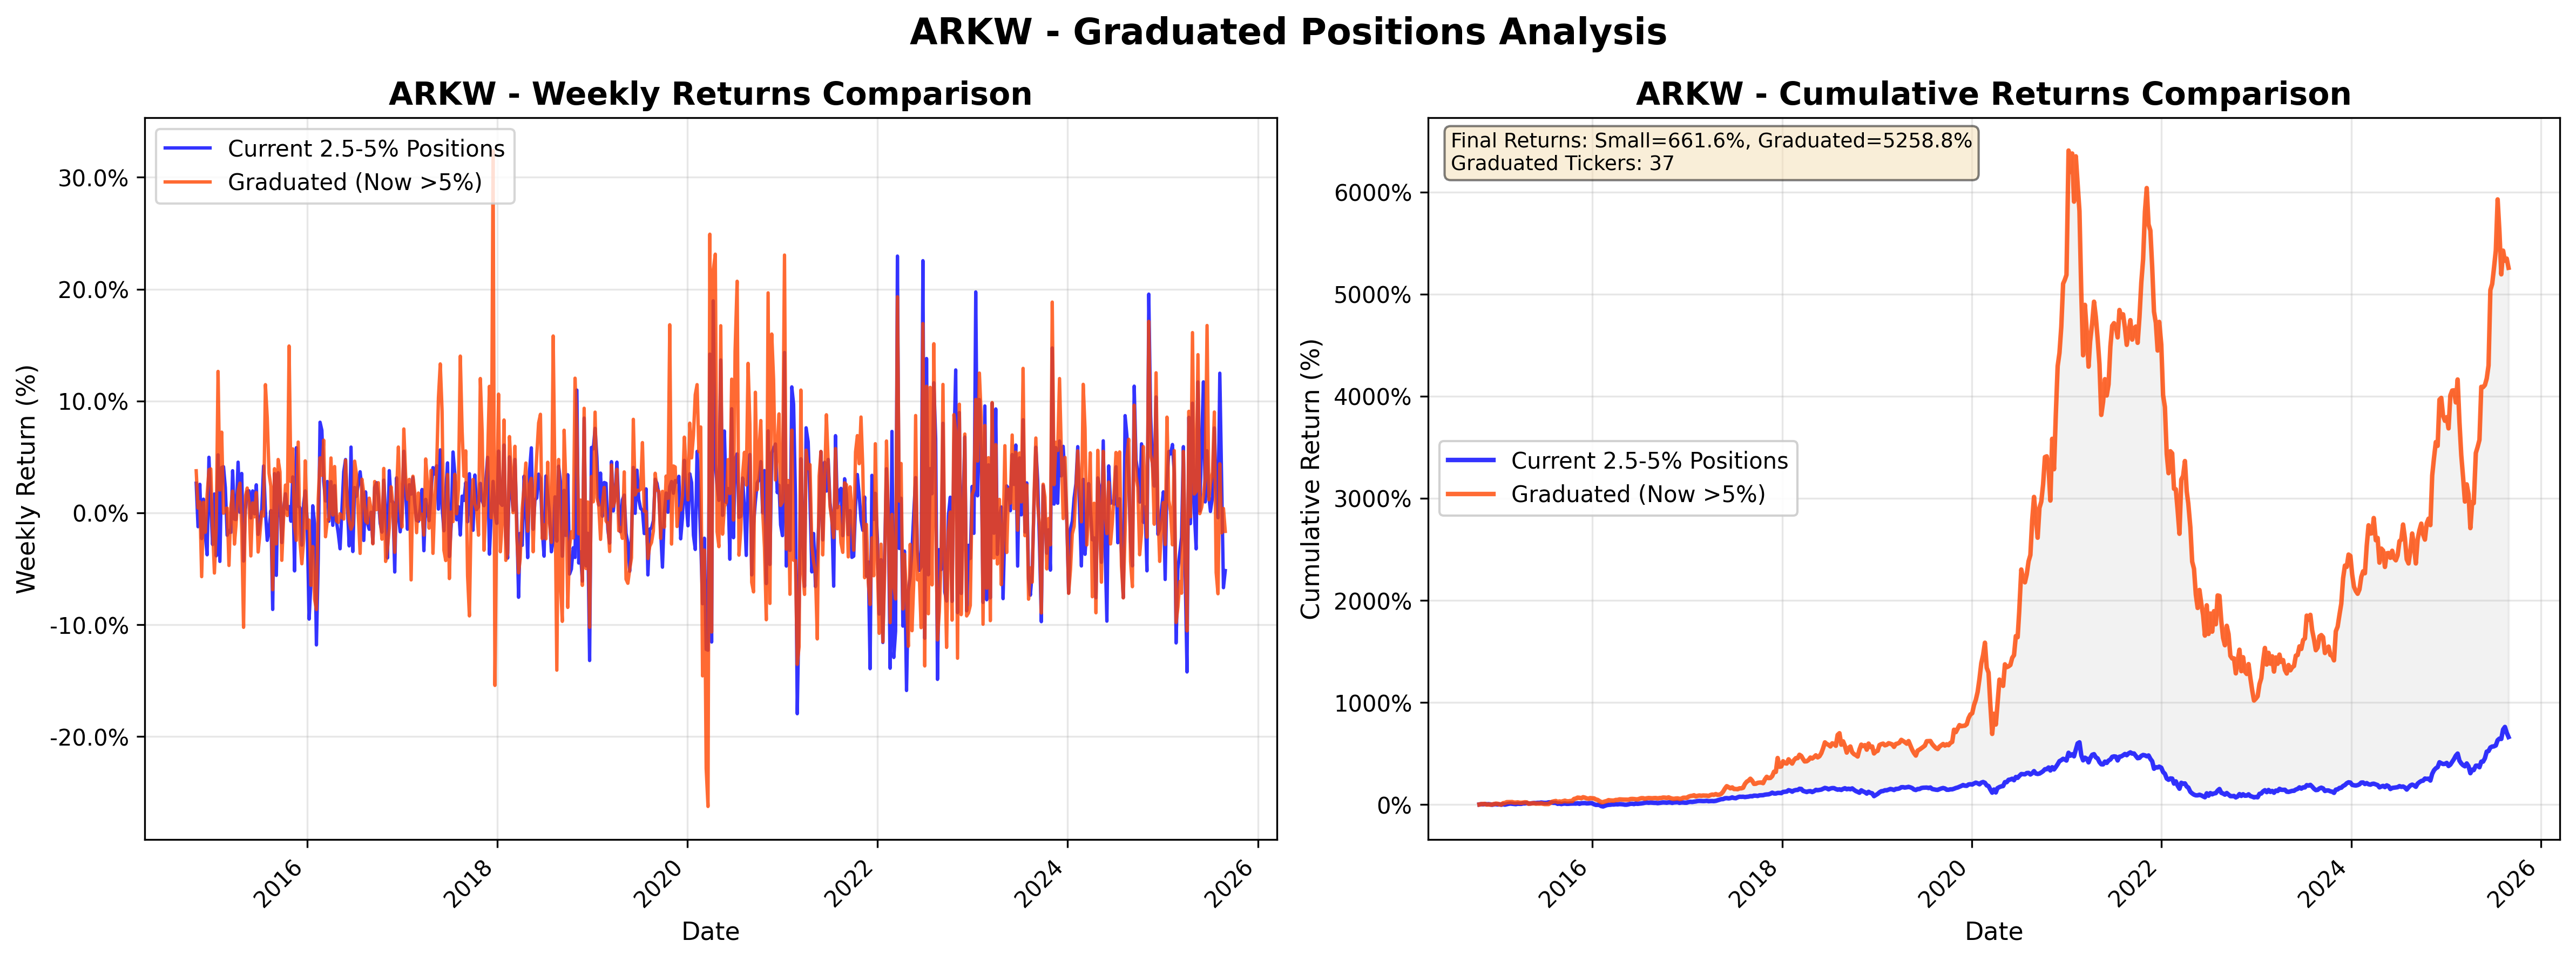 ARKW - Graduated Positions Analysis
ARKW - Weekly Returns Comparison
Current 2.5-5% Positions
Graduated (Now >5%)
Weekly Return (%)
30.0%
20.0%
10.0%
0.0%
-10.0%
-20.0%
2016
2018
2020
2022
2024
2026
Date
ARKW - Cumulative Returns Comparison
Final Returns: Small=661.6%, Graduated=5258.8%
Graduated Tickers: 37
Current 2.5-5% Positions
Graduated (Now >5%)
Cumulative Return (%)
6000%
5000%
4000%
3000%
2000%
1000%
0%
2016
2018
2020
2022
2024
2026
Date